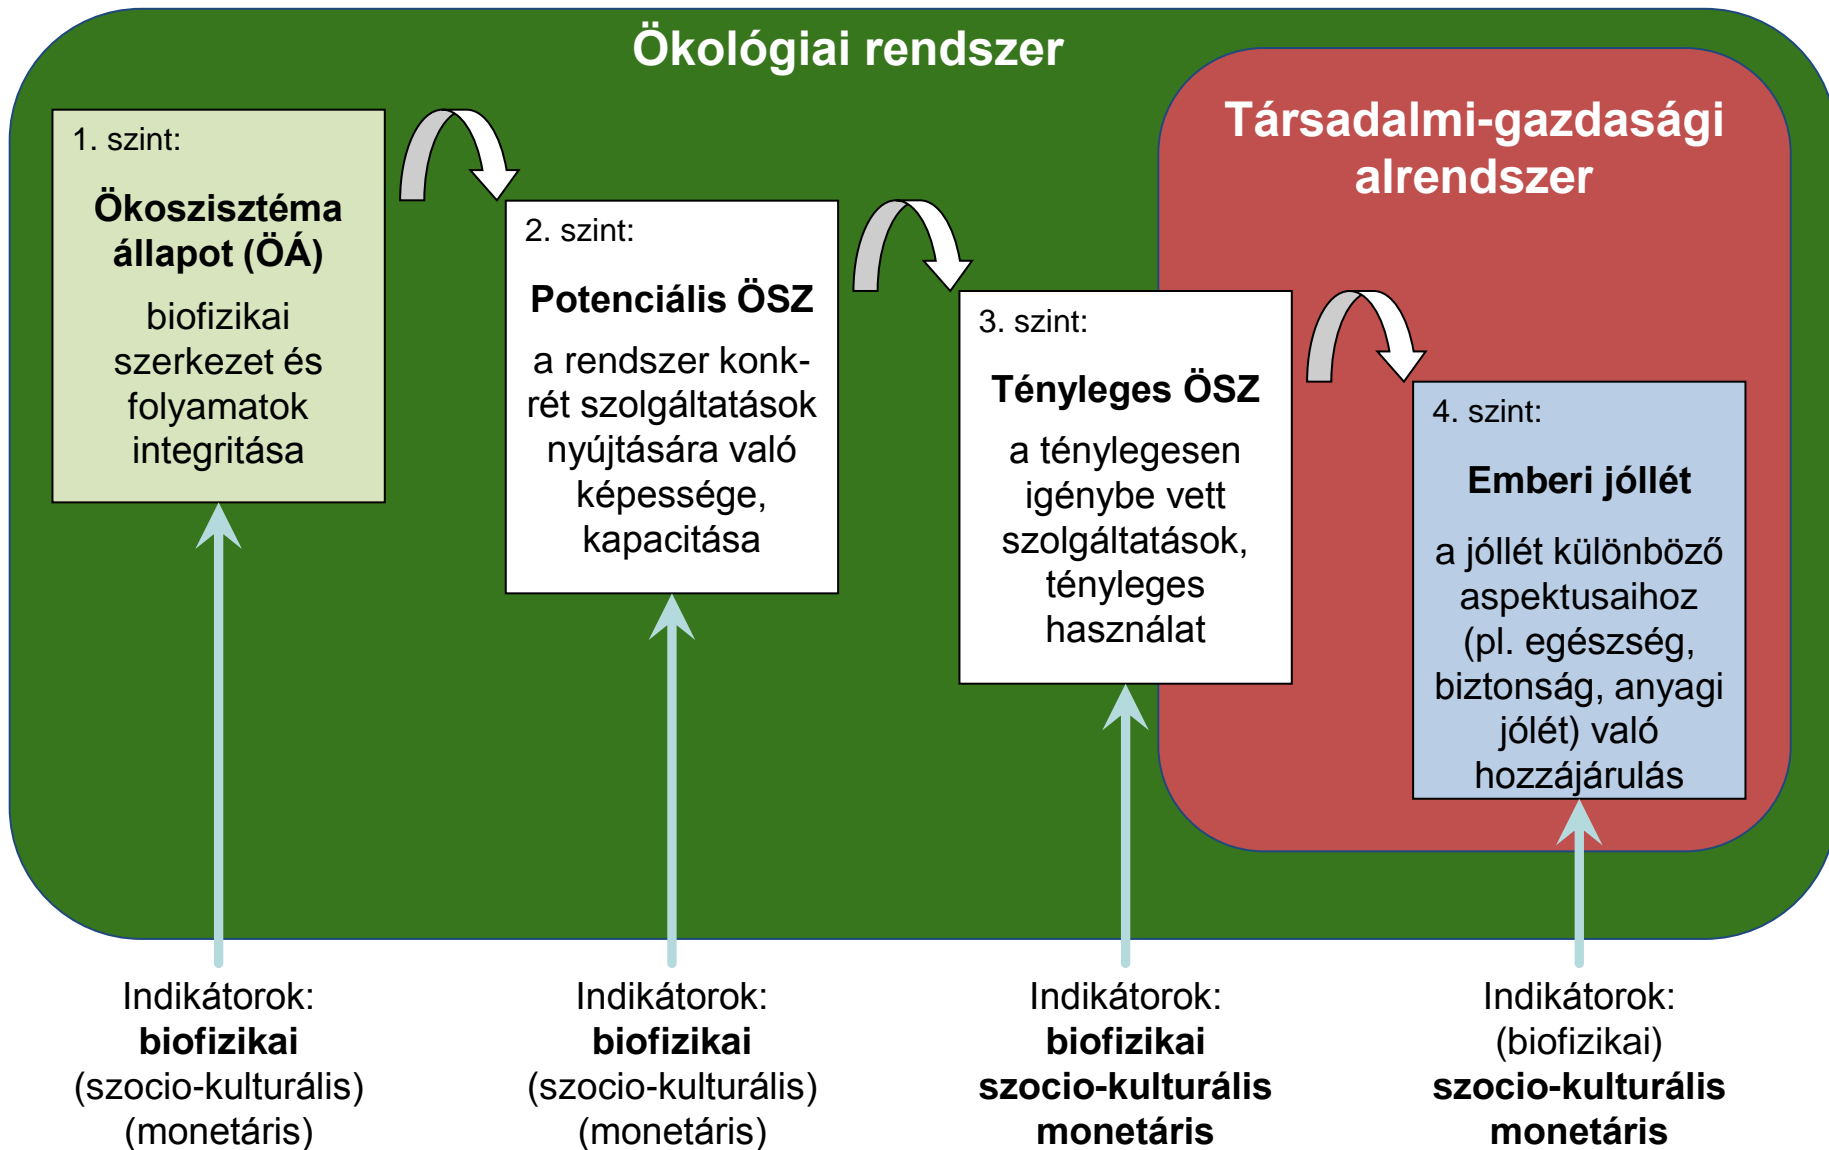 Ökológiai rendszer
Társadalmi-gazdasági
alrendszer
1. szint:
Ökoszisztéma
állapot (ÖÁ)
biofizikai
szerkezet és
folyamatok
integritása
2. szint:
Potenciális ÖSZ
a rendszer konk-
rét szolgáltatások
nyújtására való
képessége,
kapacitása
3. szint:
Tényleges ÖSZ
a ténylegesen
igénybe vett
szolgáltatások,
tényleges
használat
4. szint:
Emberi jóllét
a jóllét különböző
aspektusaihoz
(pl. egészség,
biztonság, anyagi
jólét) való
hozzájárulás
Indikátorok:
biofizikai
(szocio-kulturális)
(monetáris)
Indikátorok:
biofizikai
(szocio-kulturális)
(monetáris)
Indikátorok:
biofizikai
szocio-kulturális
monetáris
Indikátorok:
(biofizikai)
szocio-kulturális
monetáris